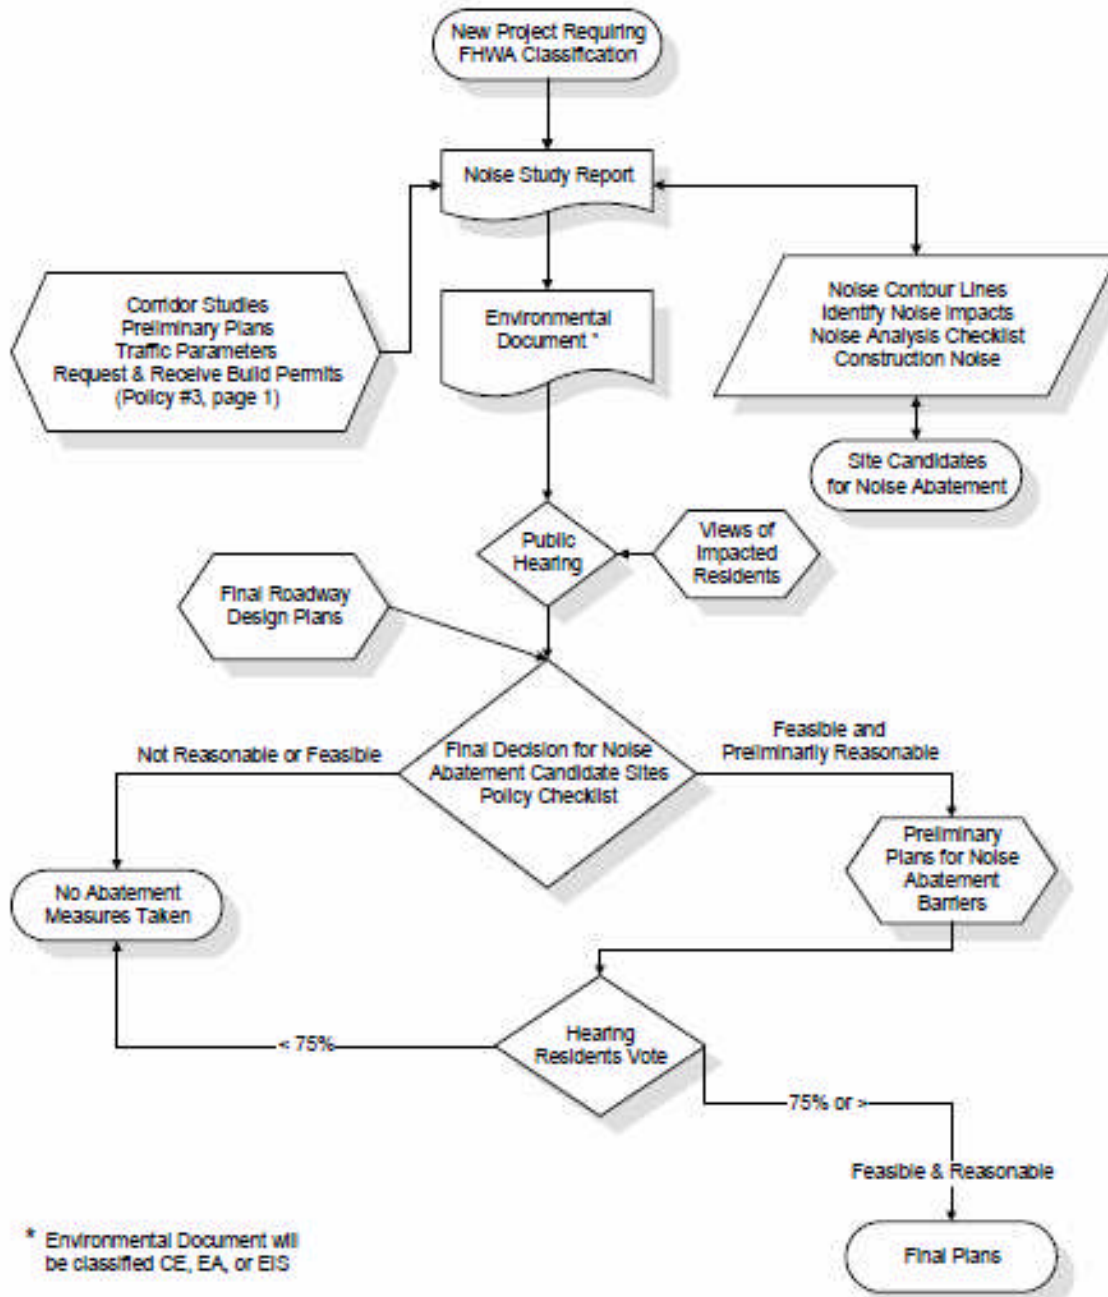 New Project Requiring
FHWA Classification
Noise Study Report
Corridor Studies
Preliminary Plans
Traffic Parameters
Request & Receive Build Permits
(Policy #3, page 1)
Environmental
Document *
Noise Contour Lines
Identify Noise Impacts
Noise Analysis Checklist
Construction Noise
Site Candidates
for Noise Abatement
Public
Hearing
Views of
Impacted
Residents
Final Roadway
Design Plans
Not Reasonable or Feasible
Final Decision for Noise
Abatement Candidate Sites
Policy Checklist
Feasible and
Preliminarily Reasonable
No Abatement
Measures Taken
Preliminary
Plans for Noise
Abatement
Barriers
< 75%
Hearing
Residents Vote
75% or >
Feasible & Reasonable
Final Plans
* Environmental Document will
be classified CE, EA, or EIS